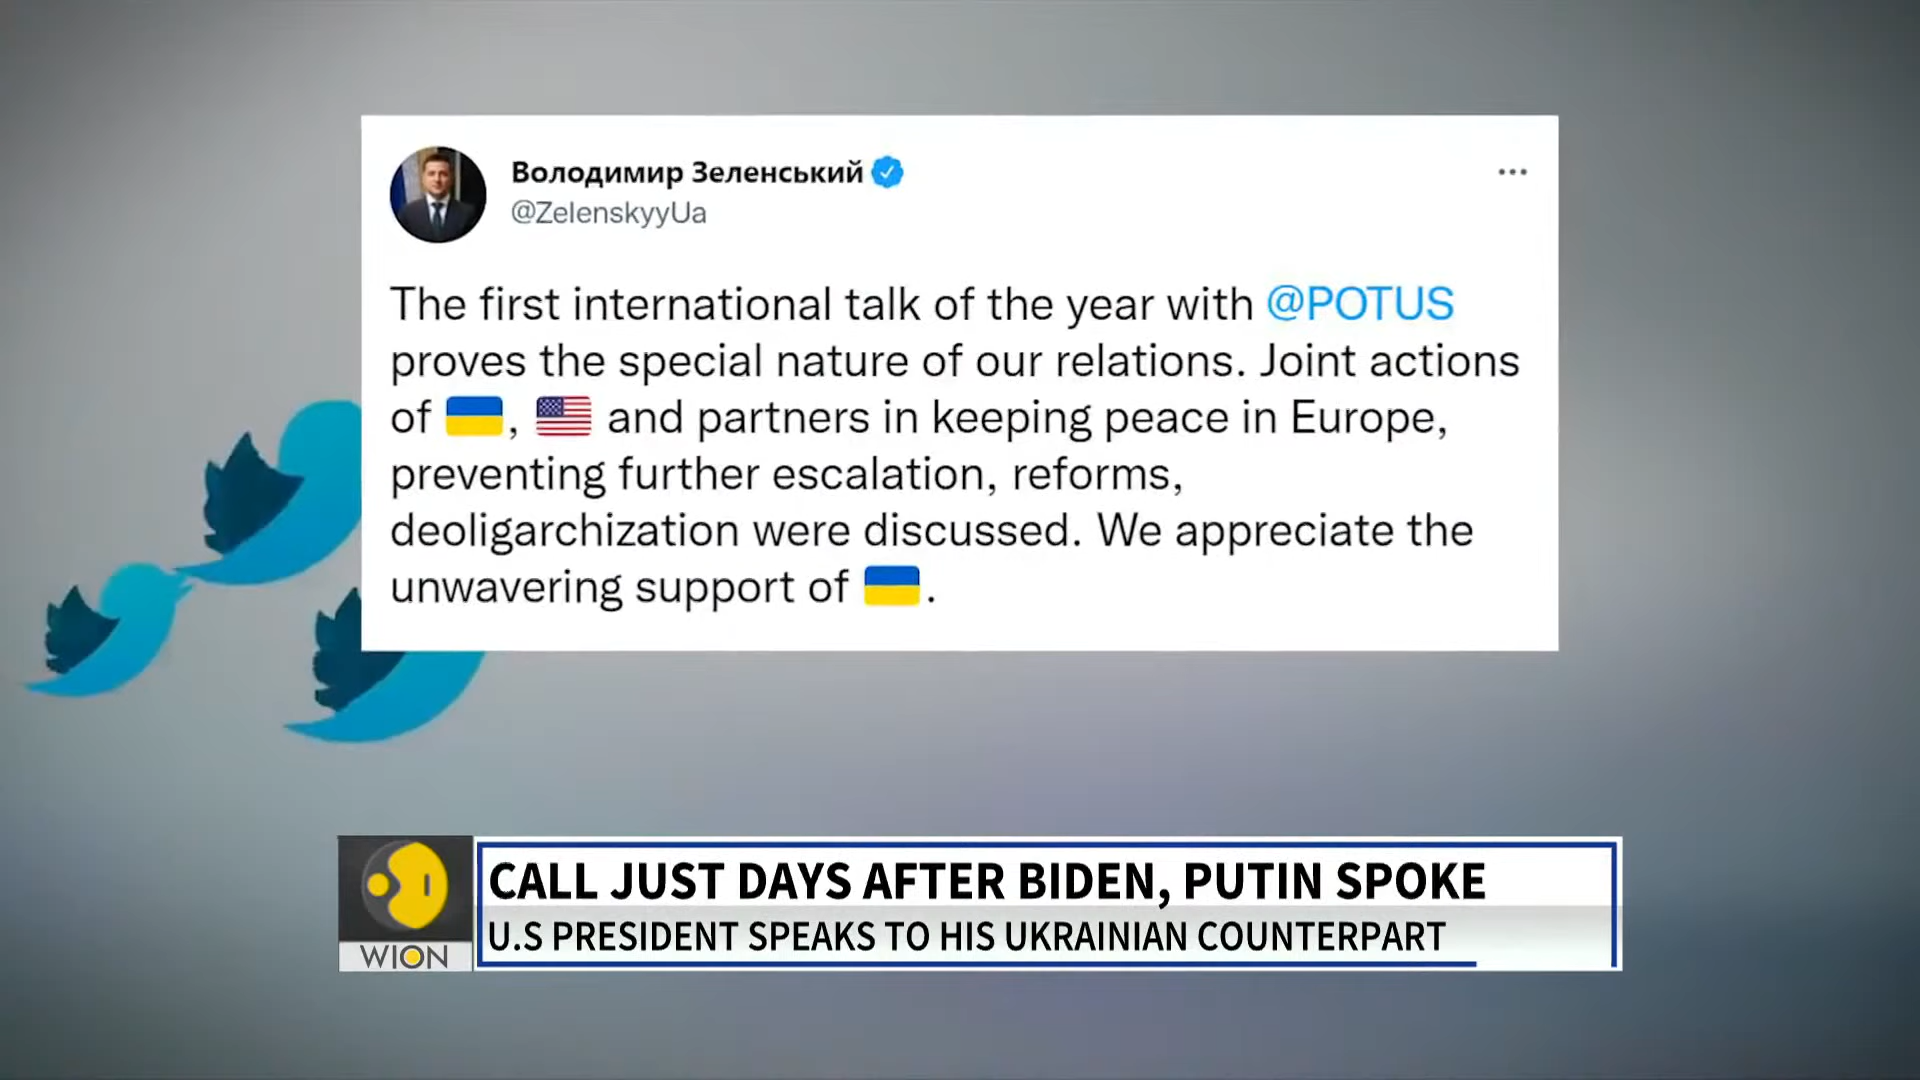 Володимир Зеленський
@ZelenskyyUa
The first international talk of the year with @POTUS
proves the special nature of our relations. Joint actions
of 🇺🇦, 🇺🇸 and partners in keeping peace in Europe,
preventing further escalation, reforms,
deoligarchization were discussed. We appreciate the
unwavering support of 🇺🇦.
CALL JUST DAYS AFTER BIDEN, PUTIN SPOKE
U.S PRESIDENT SPEAKS TO HIS UKRAINIAN COUNTERPART
WION